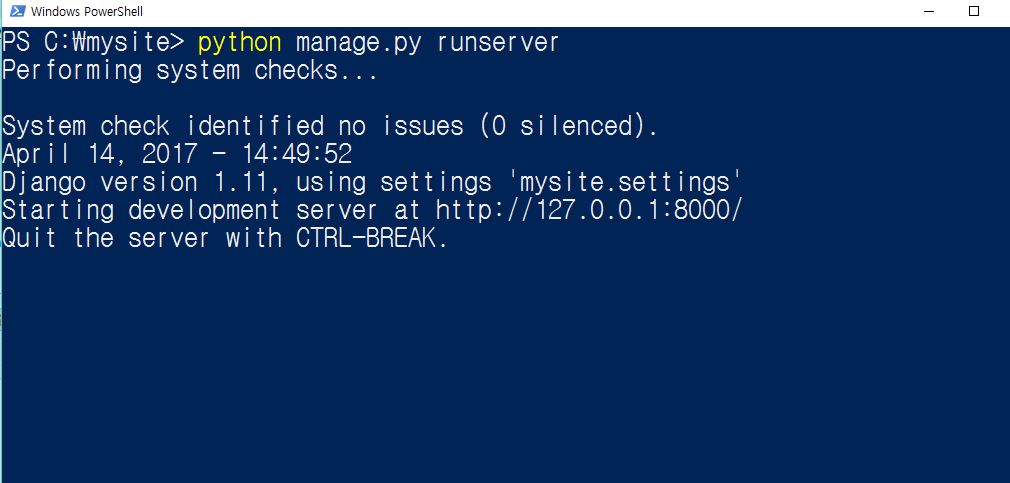 Windows PowerShell
PS C:₩mysite> python manage.py runserver
Performing system checks...
System check identified no issues (0 silenced).
April 14, 2017 - 14:49:52
Django version 1.11, using settings 'mysite.settings'
Starting development server at http://127.0.0.1:8000/
Quit the server with CTRL-BREAK.